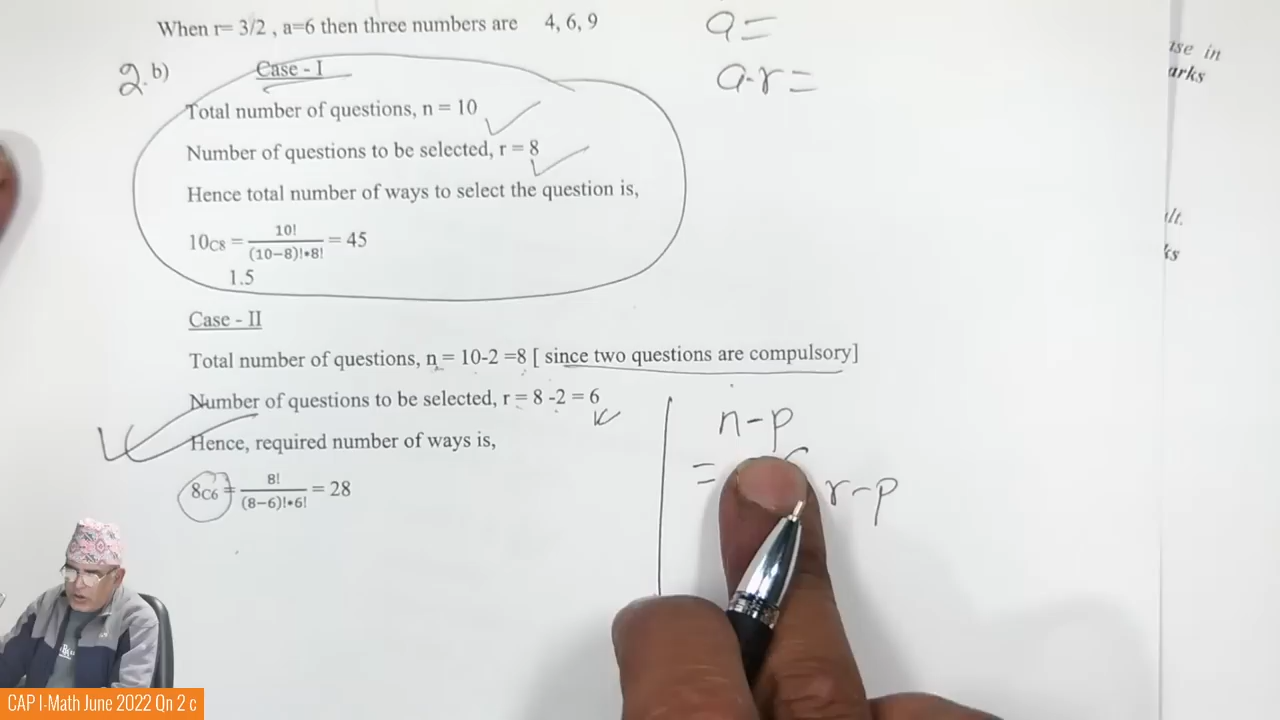 When r= 3/2 , a=6 then three numbers are 4, 6, 9
a =
a·r =
2. b)
Case - I
Total number of questions, n = 10
Number of questions to be selected, r = 8
Hence total number of ways to select the question is,
10C8 = 10! / (10−8)!•8! = 45
1.5
Case - II
Total number of questions, n = 10-2 =8 [ since two questions are compulsory]
Number of questions to be selected, r = 8 -2 = 6
Hence, required number of ways is,
8C6 = 8! / (8−6)!•6! = 28
n-p
=
r-p
in
arks
CAP I-Math June 2022 Qn 2 c